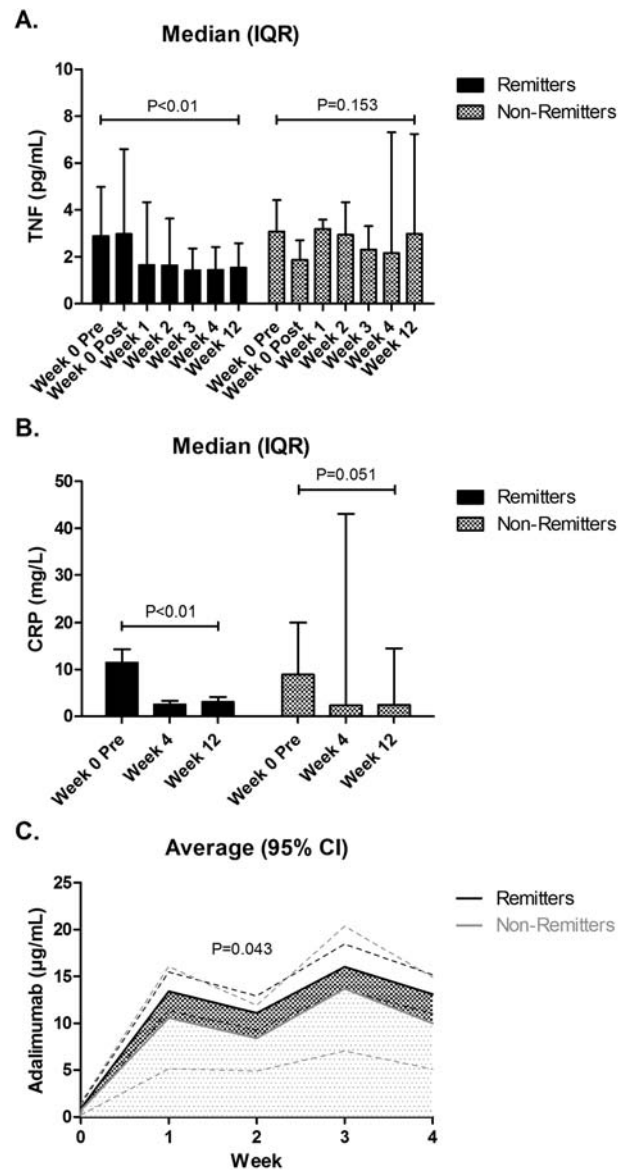 A.
Median (IQR)
10
8
6
4
2
0
TNF (pg/mL)
P<0.01
P=0.153
Remitters
Non-Remitters
Week 0 Pre
Week 0 Post
Week 1
Week 2
Week 3
Week 4
Week 12
Week 0 Pre
Week 0 Post
Week 1
Week 2
Week 3
Week 4
Week 12
B.
Median (IQR)
50
40
30
20
10
0
CRP (mg/L)
P<0.01
P=0.051
Remitters
Non-Remitters
Week 0 Pre
Week 4
Week 12
Week 0 Pre
Week 4
Week 12
C.
Average (95% CI)
25
20
15
10
5
0
Adalimumab (µg/mL)
P=0.043
Remitters
Non-Remitters
0
1
2
3
4
Week